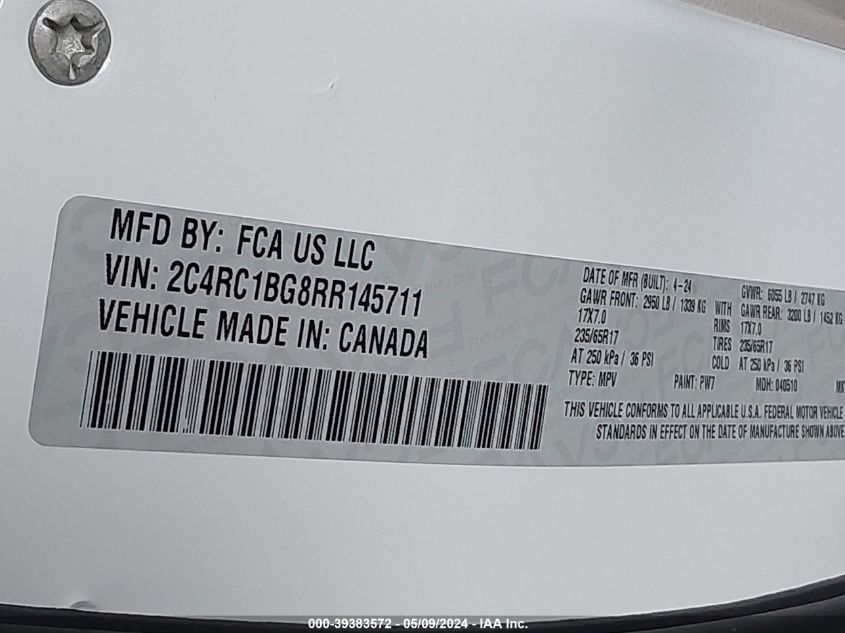 MFD BY: FCA US LLC
VIN: 2C4RC1BG8RR145711
VEHICLE MADE IN: CANADA
DATE OF MFR (BUILT): 4-24 GVWR: 6055 LB / 2747 KG
GAWR FRONT: 2950 LB / 1339 KG WITH GAWR REAR: 3200 LB / 1452 KG
17X7.0 RIMS 17X7.0
235/65R17 TIRES 235/65R17
AT 250 kPa / 36 PSI COLD AT 250 kPa / 36 PSI
TYPE: MPV PAINT: PW7 MDH: 040510
THIS VEHICLE CONFORMS TO ALL APPLICABLE U.S.A. FEDERAL MOTOR VEHICLE
STANDARDS IN EFFECT ON THE DATE OF MANUFACTURE SHOWN ABOVE.
000-39383572 - 05/09/2024 - IAA Inc.